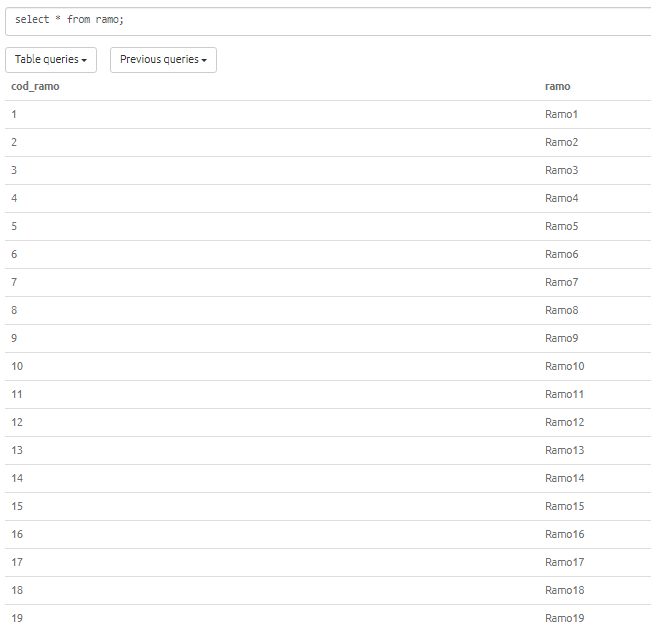 select * from ramo;
Table queries Previous queries
cod_ramo ramo
1 Ramo1
2 Ramo2
3 Ramo3
4 Ramo4
5 Ramo5
6 Ramo6
7 Ramo7
8 Ramo8
9 Ramo9
10 Ramo10
11 Ramo11
12 Ramo12
13 Ramo13
14 Ramo14
15 Ramo15
16 Ramo16
17 Ramo17
18 Ramo18
19 Ramo19